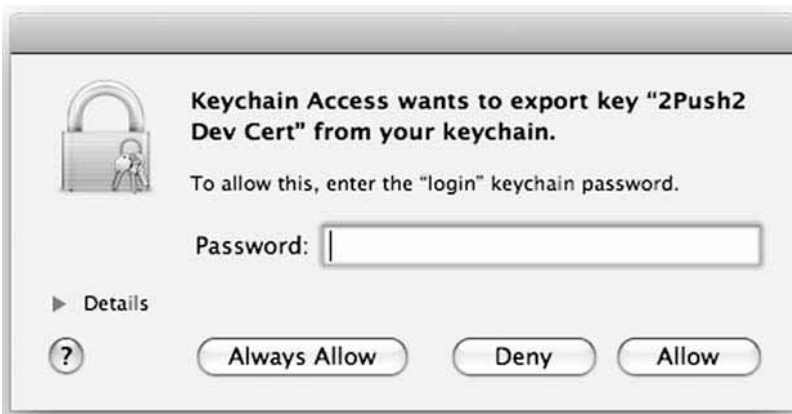 Keychain Access wants to export key “2Push2
Dev Cert” from your keychain.
To allow this, enter the “login” keychain password.
Password:
Details
? Always Allow Deny Allow